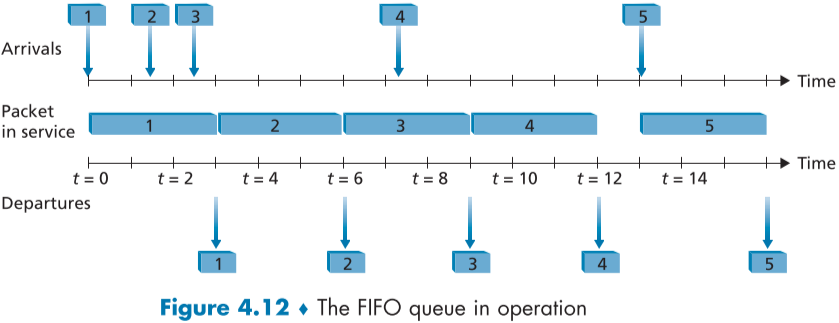 1 2 3 4 5
Arrivals
Time
Packet
in service
1 2 3 4 5
Time
t = 0 t = 2 t = 4 t = 6 t = 8 t = 10 t = 12 t = 14
Departures
1 2 3 4 5
Figure 4.12 ♦ The FIFO queue in operation